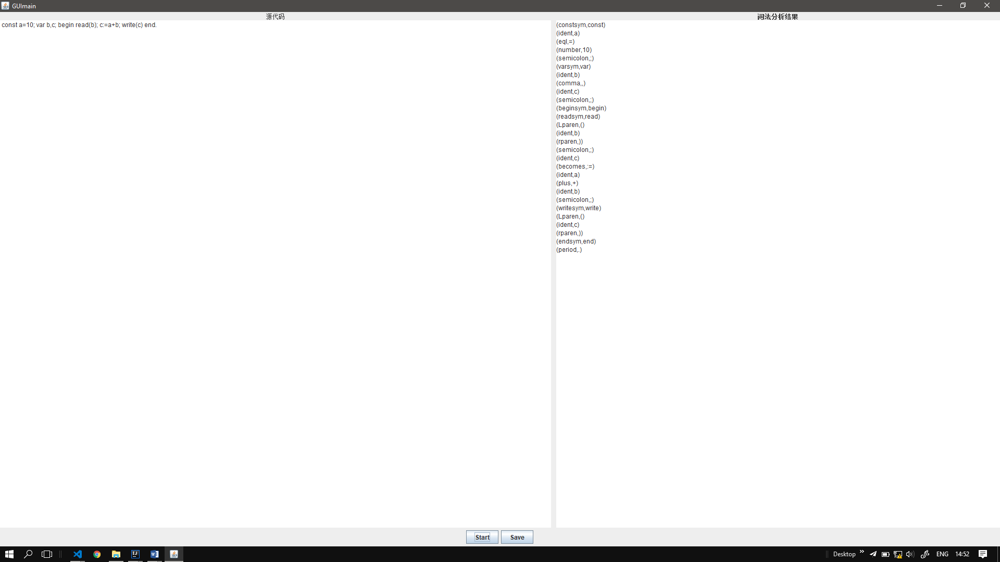 GUImain
源代码
词法分析结果
const a=10; var b,c; begin read(b); c:=a+b; write(c) end.
(constsym,const)
(ident,a)
(eql,=)
(number,10)
(semicolon,;)
(varsym,var)
(ident,b)
(comma,,)
(ident,c)
(semicolon,;)
(beginsym,begin)
(readsym,read)
(Lparen,()
(ident,b)
(rparen,))
(semicolon,;)
(ident,c)
(becomes,:=)
(ident,a)
(plus,+)
(ident,b)
(semicolon,;)
(writesym,write)
(Lparen,()
(ident,c)
(rparen,))
(endsym,end)
(period,.)
Start
Save
Desktop
ENG
14:52